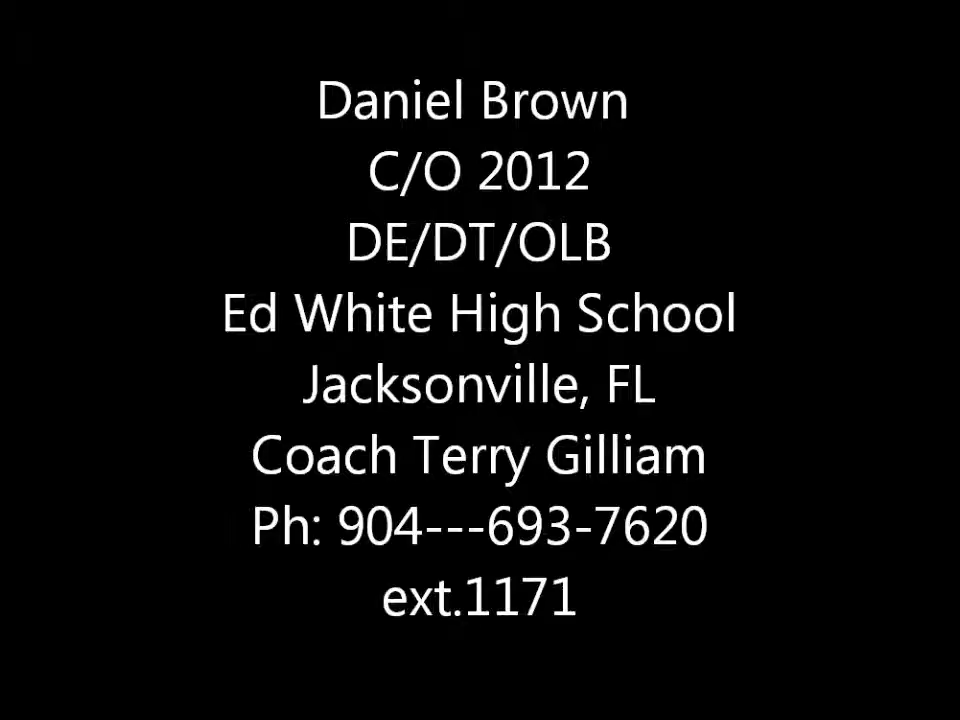 Daniel Brown
C/O 2012
DE/DT/OLB
Ed White High School
Jacksonville, FL
Coach Terry Gilliam
Ph: 904---693-7620
ext.1171